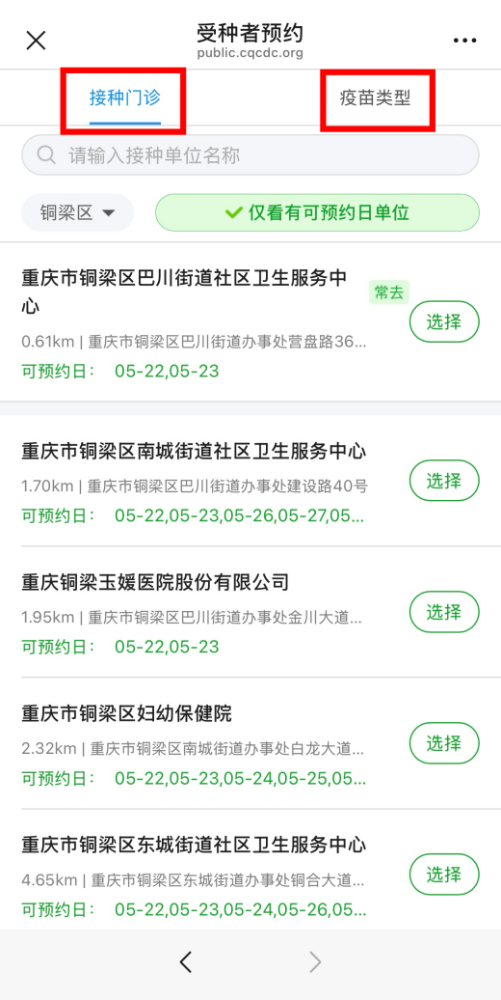 受种者预约
public.cqcdc.org
接种门诊
疫苗类型
请输入接种单位名称
铜梁区
仅看有可预约日单位
重庆市铜梁区巴川街道社区卫生服务中
心
常去
选择
0.61km | 重庆市铜梁区巴川街道办事处营盘路36...
可预约日： 05-22,05-23
重庆市铜梁区南城街道社区卫生服务中心
选择
1.70km | 重庆市铜梁区巴川街道办事处建设路40号
可预约日： 05-22,05-23,05-26,05-27,05...
重庆铜梁玉媛医院股份有限公司
选择
1.95km | 重庆市铜梁区巴川街道办事处金川大道...
可预约日： 05-22,05-23
重庆市铜梁区妇幼保健院
选择
2.32km | 重庆市铜梁区南城街道办事处白龙大道...
可预约日： 05-22,05-23,05-24,05-25,05...
重庆市铜梁区东城街道社区卫生服务中心
选择
4.65km | 重庆市铜梁区东城街道办事处铜合大道...
可预约日： 05-22,05-23,05-24,05-26,05...